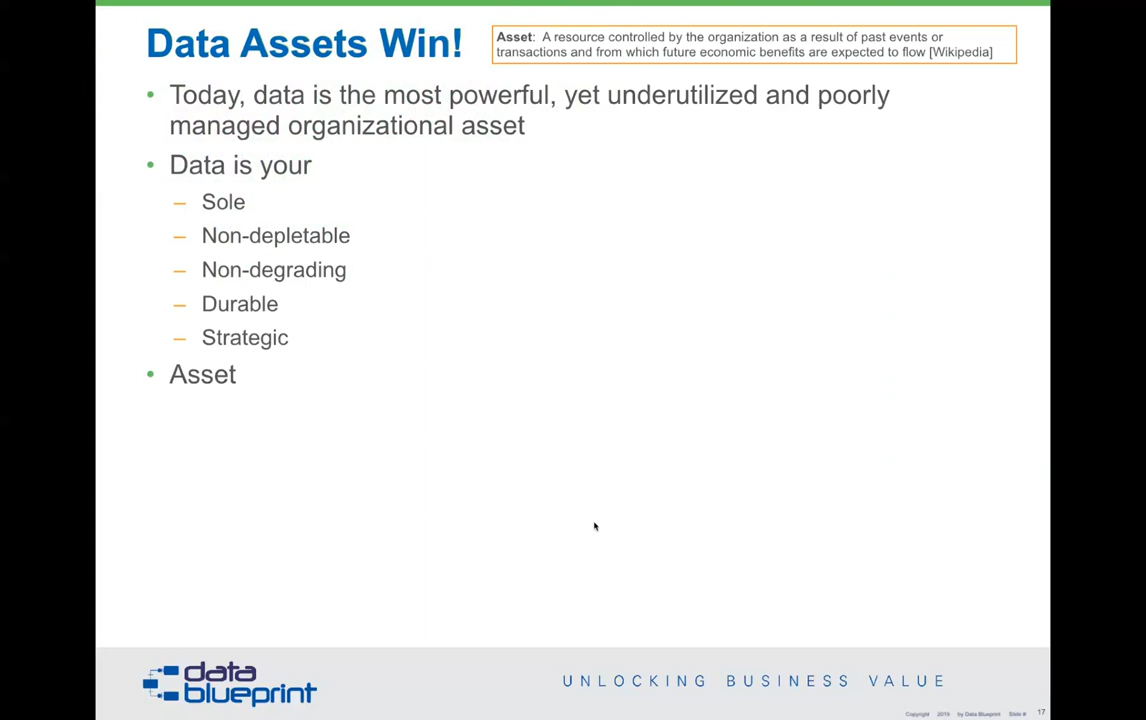 Data Assets Win!
Asset: A resource controlled by the organization as a result of past events or
transactions and from which future economic benefits are expected to flow [Wikipedia]
• Today, data is the most powerful, yet underutilized and poorly
managed organizational asset
• Data is your
– Sole
– Non-depletable
– Non-degrading
– Durable
– Strategic
• Asset
data
blueprint
UNLOCKING BUSINESS VALUE
Copyright 2019 by Data Blueprint Slide # 17